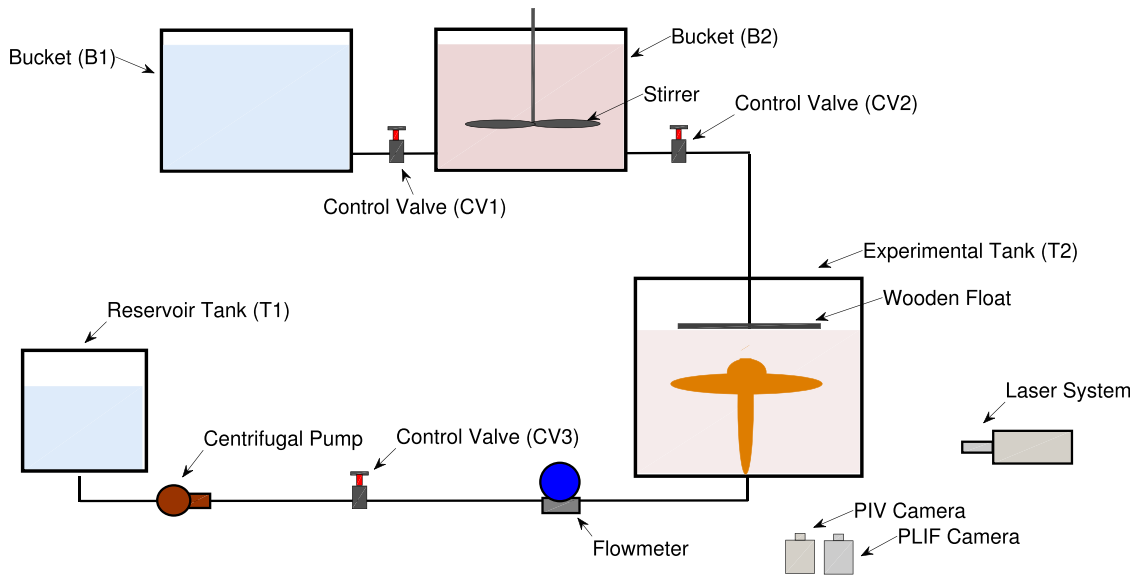 Bucket (B1)
Bucket (B2)
Stirrer
Control Valve (CV2)
Control Valve (CV1)
Experimental Tank (T2)
Wooden Float
Reservoir Tank (T1)
Laser System
Centrifugal Pump
Control Valve (CV3)
PIV Camera
PLIF Camera
Flowmeter